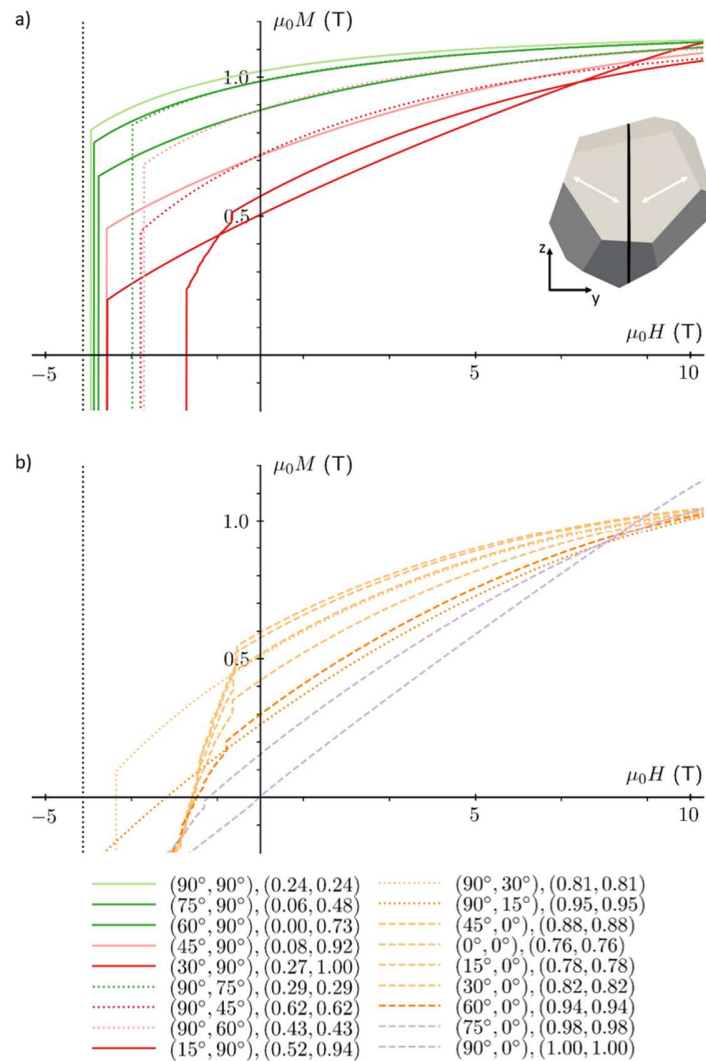 a)
μ₀M (T)
1.0
0.5
z
y
μ₀H (T)
−5
5
10
b)
μ₀M (T)
1.0
0.5
μ₀H (T)
−5
5
10
(90°, 90°), (0.24, 0.24)
(75°, 90°), (0.06, 0.48)
(60°, 90°), (0.00, 0.73)
(45°, 90°), (0.08, 0.92)
(30°, 90°), (0.27, 1.00)
(90°, 75°), (0.29, 0.29)
(90°, 45°), (0.62, 0.62)
(90°, 60°), (0.43, 0.43)
(15°, 90°), (0.52, 0.94)
(90°, 30°), (0.81, 0.81)
(90°, 15°), (0.95, 0.95)
(45°, 0°), (0.88, 0.88)
(0°, 0°), (0.76, 0.76)
(15°, 0°), (0.78, 0.78)
(30°, 0°), (0.82, 0.82)
(60°, 0°), (0.94, 0.94)
(75°, 0°), (0.98, 0.98)
(90°, 0°), (1.00, 1.00)